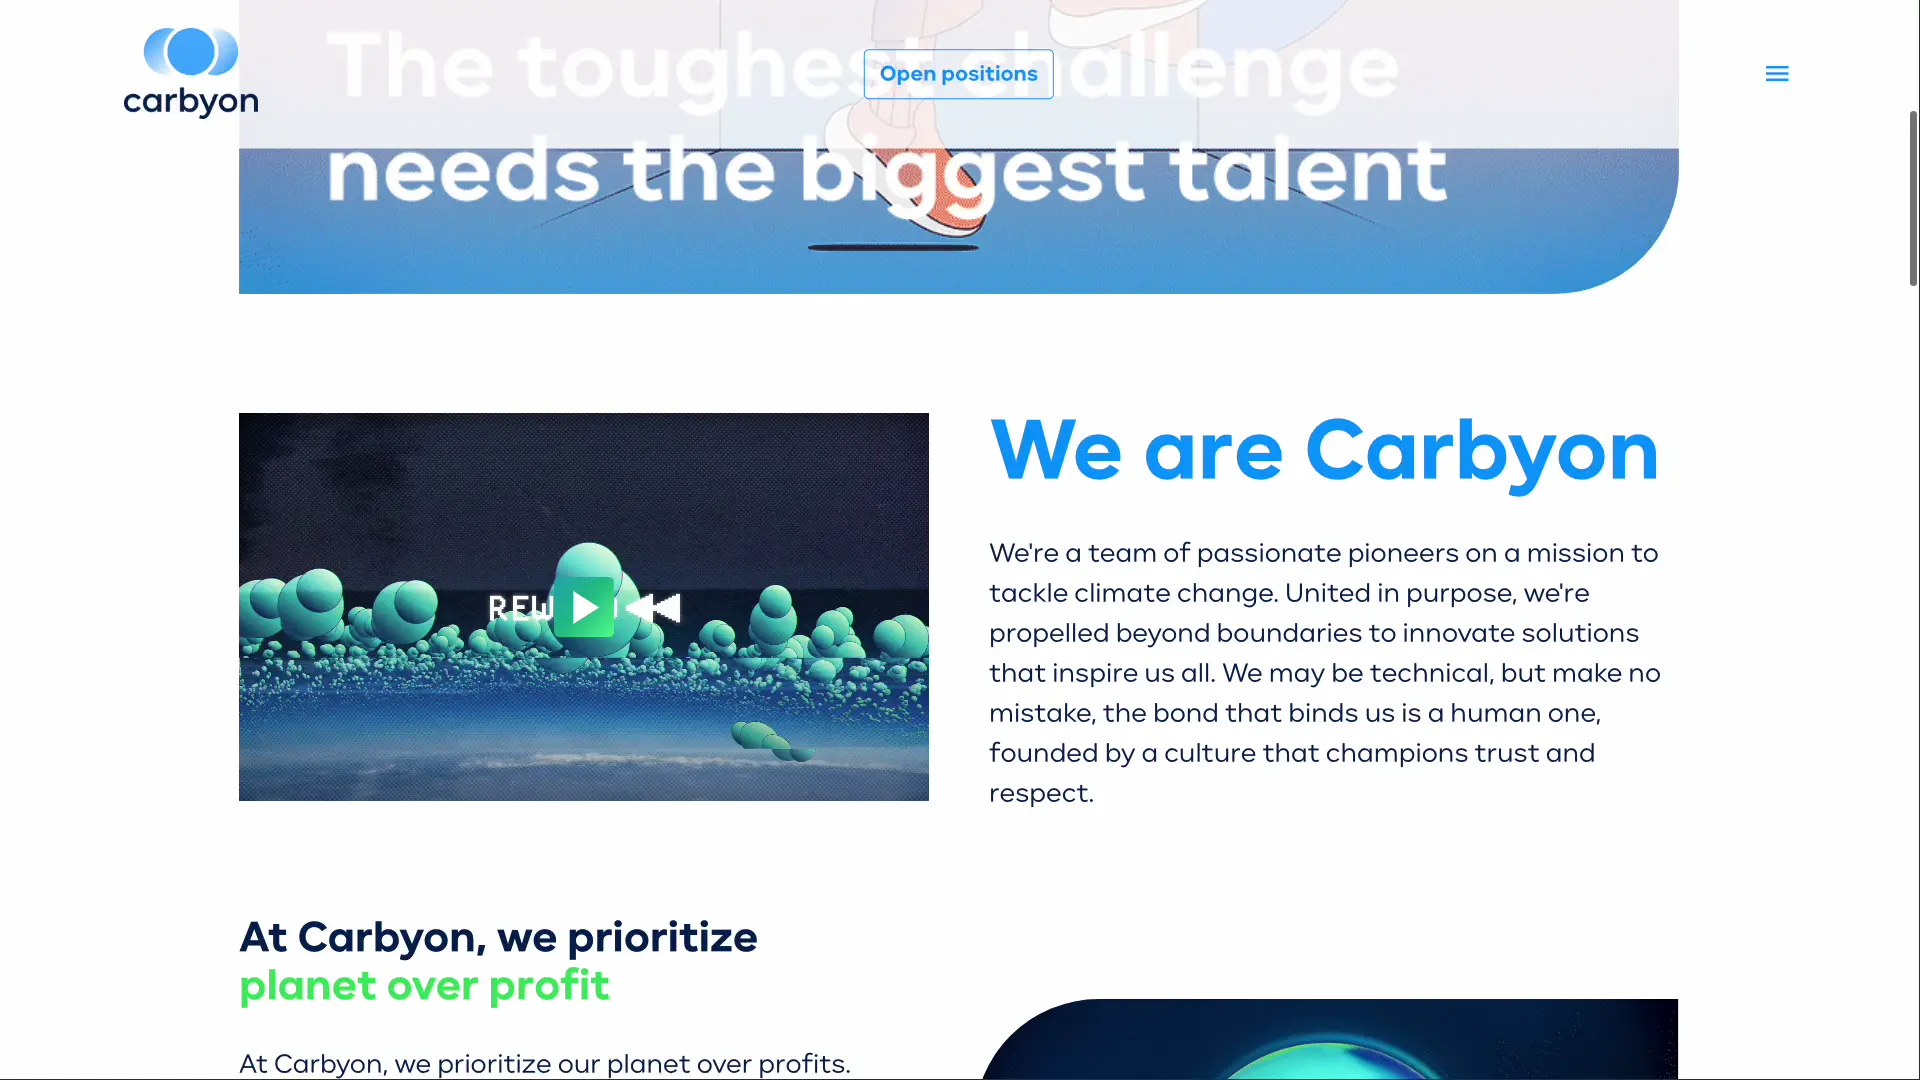 carbyon
Open positions
The toughest challenge
needs the biggest talent
REW
We are Carbyon
We're a team of passionate pioneers on a mission to
tackle climate change. United in purpose, we're
propelled beyond boundaries to innovate solutions
that inspire us all. We may be technical, but make no
mistake, the bond that binds us is a human one,
founded by a culture that champions trust and
respect.
At Carbyon, we prioritize
planet over profit
At Carbyon, we prioritize our planet over profits.